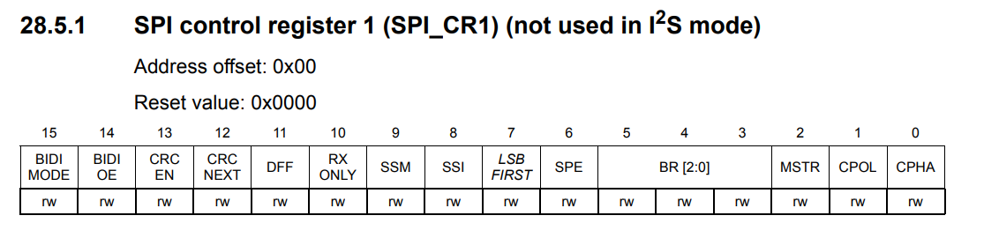 28.5.1 SPI control register 1 (SPI_CR1) (not used in I²S mode)
Address offset: 0x00
Reset value: 0x0000
15 14 13 12 11 10 9 8 7 6 5 4 3 2 1 0
BIDI MODE BIDI OE CRC EN CRC NEXT DFF RX ONLY SSM SSI LSB FIRST SPE BR [2:0] MSTR CPOL CPHA
rw rw rw rw rw rw rw rw rw rw rw rw rw rw rw rw